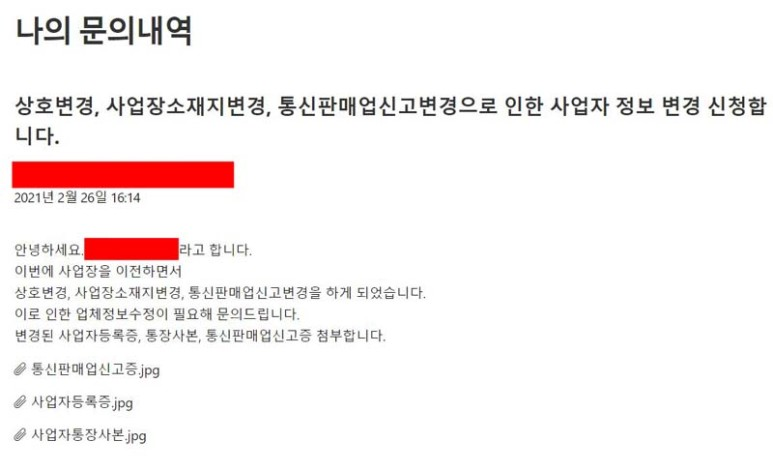 나의 문의내역
상호변경, 사업장소재지변경, 통신판매업신고변경으로 인한 사업자 정보 변경 신청합
니다.
2021년 2월 26일 16:14
안녕하세요. 라고 합니다.
이번에 사업장을 이전하면서
상호변경, 사업장소재지변경, 통신판매업신고변경을 하게 되었습니다.
이로 인한 업체정보수정이 필요해 문의드립니다.
변경된 사업자등록증, 통장사본, 통신판매업신고증 첨부합니다.
통신판매업신고증.jpg
사업자등록증.jpg
사업자통장사본.jpg